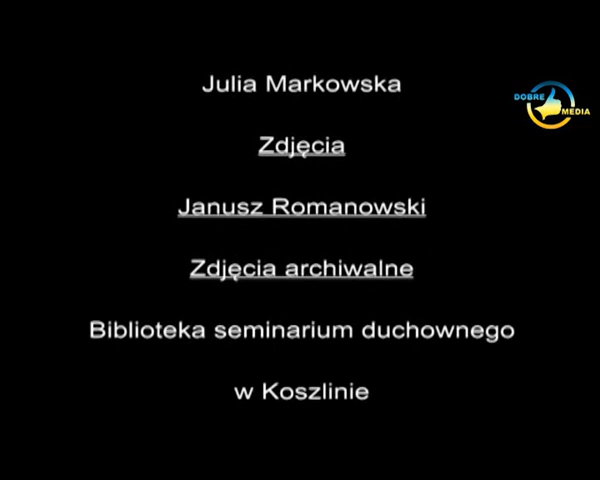 Julia Markowska
DOBRE
MEDIA
Zdjęcia
Janusz Romanowski
Zdjęcia archiwalne
Biblioteka seminarium duchownego
w Koszlinie